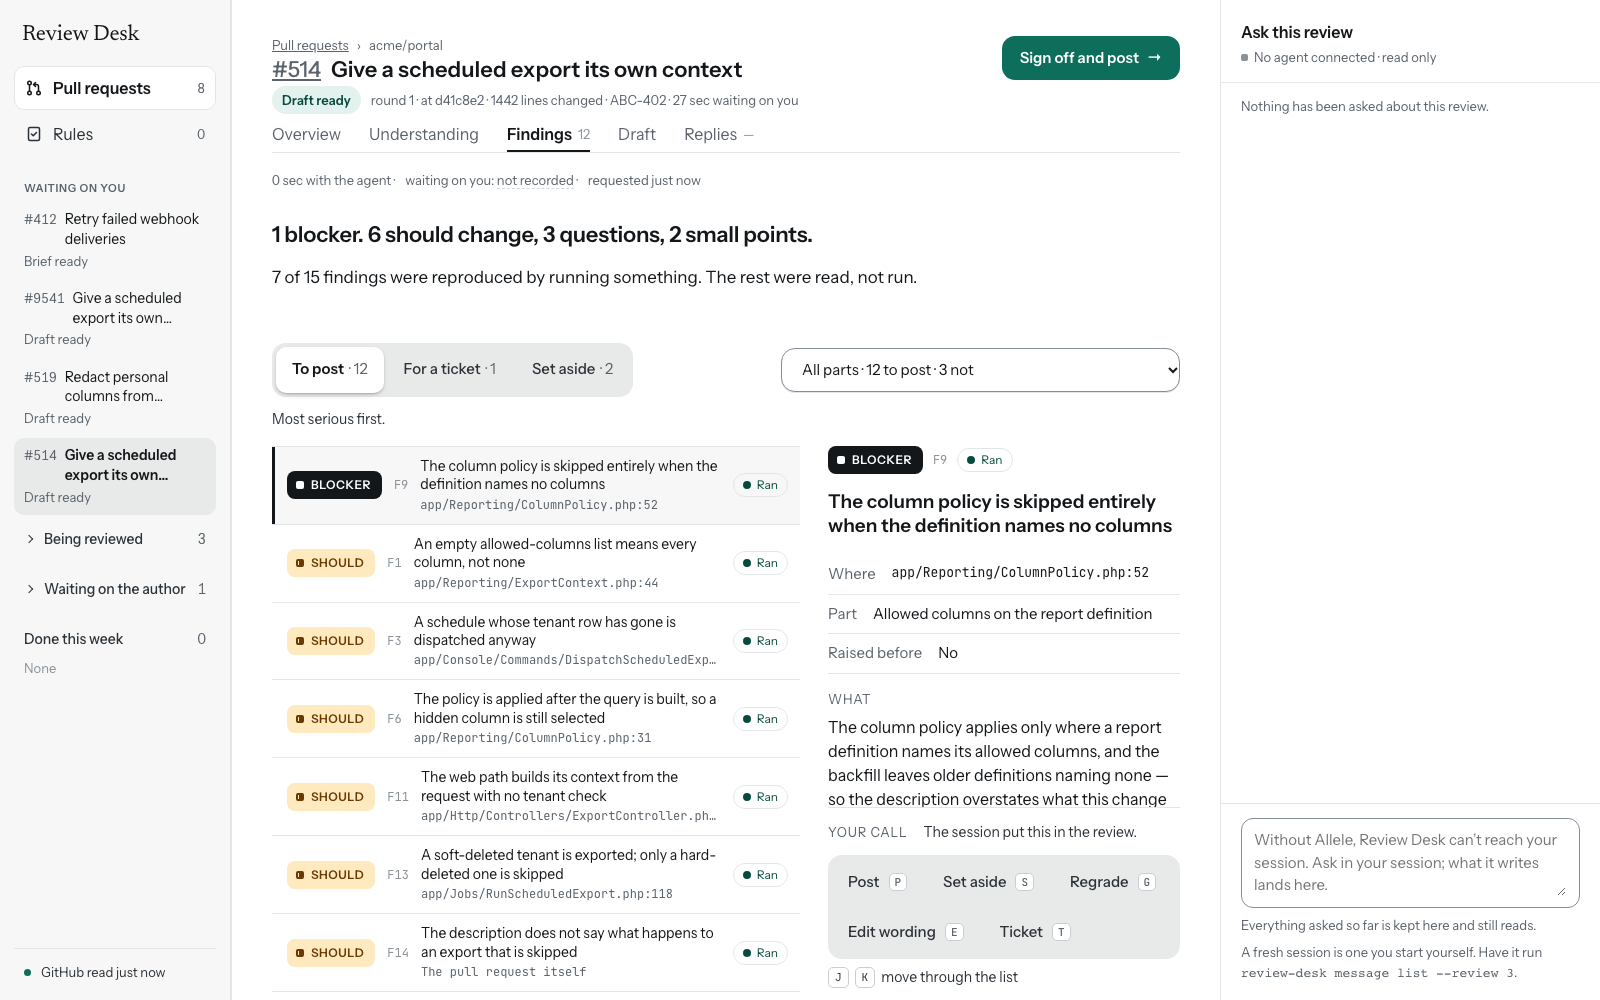 Review Desk
Pull requests 8
Rules 0
WAITING ON YOU
#412 Retry failed webhook
deliveries
Brief ready
#9541 Give a scheduled
export its own…
Draft ready
#519 Redact personal
columns from…
Draft ready
#514 Give a scheduled
export its own…
Draft ready
Being reviewed 3
Waiting on the author 1
Done this week 0
None
GitHub read just now
Pull requests › acme/portal
#514 Give a scheduled export its own context
Draft ready round 1 · at d41c8e2 · 1442 lines changed · ABC-402 · 27 sec waiting on you
Sign off and post →
Overview Understanding Findings 12 Draft Replies —
0 sec with the agent · waiting on you: not recorded · requested just now
1 blocker. 6 should change, 3 questions, 2 small points.
7 of 15 findings were reproduced by running something. The rest were read, not run.
To post · 12 For a ticket · 1 Set aside · 2
All parts · 12 to post · 3 not
Most serious first.
BLOCKER F9 The column policy is skipped entirely when the
definition names no columns
app/Reporting/ColumnPolicy.php:52
Ran
SHOULD F1 An empty allowed-columns list means every
column, not none
app/Reporting/ExportContext.php:44
Ran
SHOULD F3 A schedule whose tenant row has gone is
dispatched anyway
app/Console/Commands/DispatchScheduledExp…
Ran
SHOULD F6 The policy is applied after the query is built, so a
hidden column is still selected
app/Reporting/ColumnPolicy.php:31
Ran
SHOULD F11 The web path builds its context from the
request with no tenant check
app/Http/Controllers/ExportController.ph…
Ran
SHOULD F13 A soft-deleted tenant is exported; only a hard-
deleted one is skipped
app/Jobs/RunScheduledExport.php:118
Ran
SHOULD F14 The description does not say what happens to
an export that is skipped
The pull request itself
Ran
BLOCKER F9 Ran
The column policy is skipped entirely
when the definition names no columns
Where app/Reporting/ColumnPolicy.php:52
Part Allowed columns on the report definition
Raised before No
WHAT
The column policy applies only where a report
definition names its allowed columns, and the
backfill leaves older definitions naming none —
so the description overstates what this change
YOUR CALL The session put this in the review.
Post P Set aside S Regrade G
Edit wording E Ticket T
J K move through the list
Ask this review
No agent connected · read only
Nothing has been asked about this review.
Without Allele, Review Desk can't reach your
session. Ask in your session; what it writes
lands here.
Everything asked so far is kept here and still reads.
A fresh session is one you start yourself. Have it run
review-desk message list --review 3.